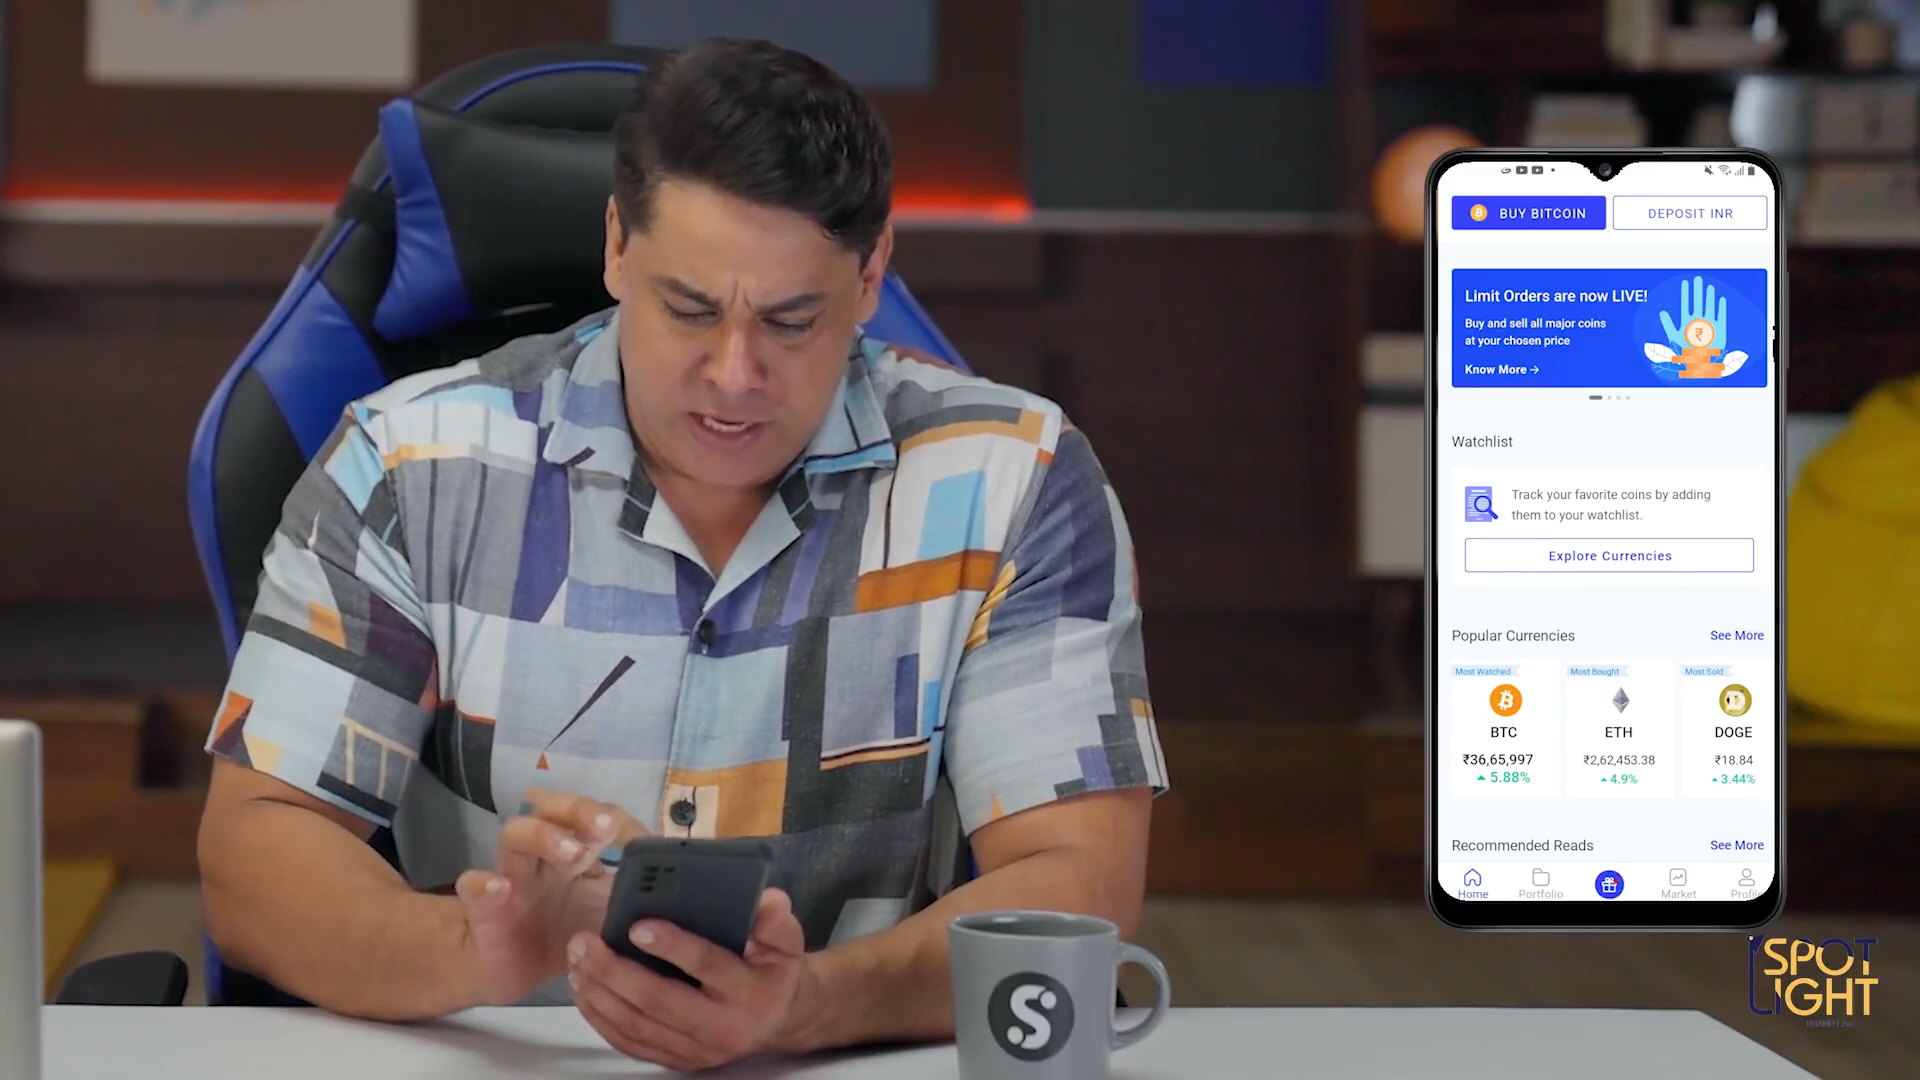 BUY BITCOIN
DEPOSIT INR
Limit Orders are now LIVE!
Buy and sell all major coins
at your chosen price
Know More →
Watchlist
Track your favorite coins by adding
them to your watchlist.
Explore Currencies
Popular Currencies
See More
Most Watched
Most Bought
Most Sold
BTC
ETH
DOGE
₹36,65,997
₹2,62,453.38
₹18.84
5.88%
4.9%
3.44%
Recommended Reads
See More
Home
Portfolio
Market
Profile
S
SPOT
LIGHT